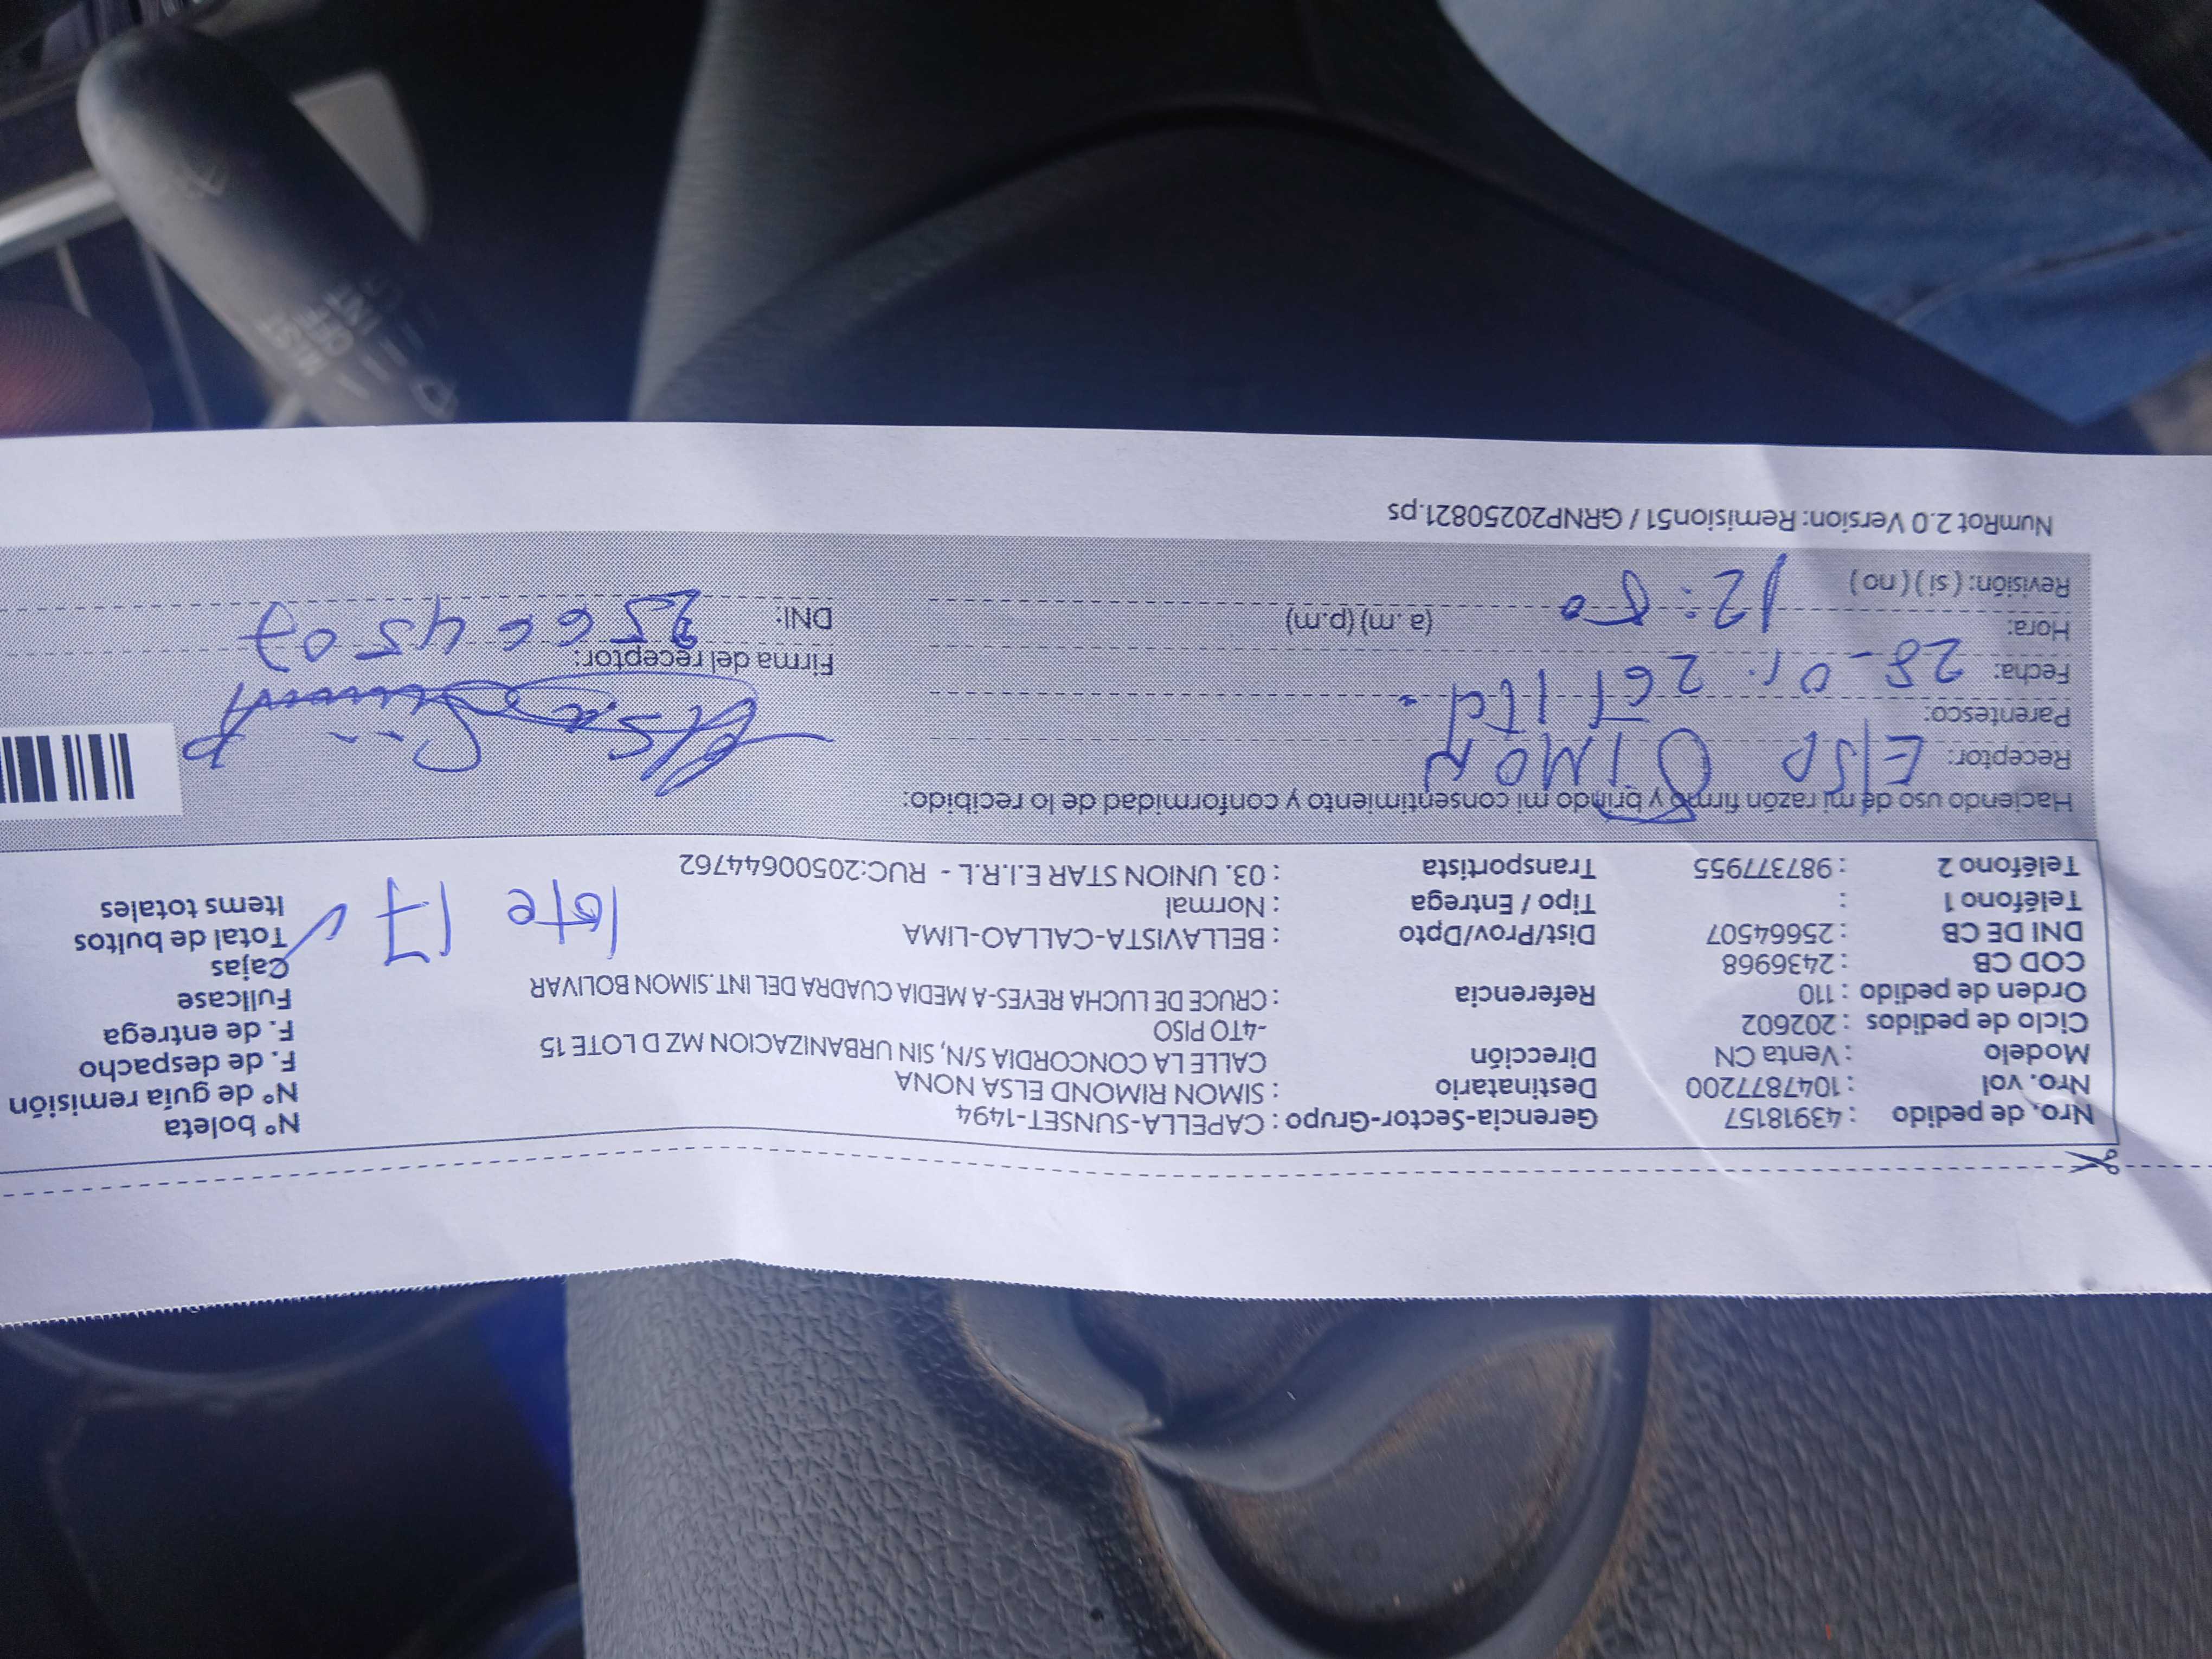 Nro. de pedido : 43918157 Gerencia-Sector-Grupo : CAPELLA-SUNSET-1494 N° boleta
Nro. vol : 1047877200 Destinatario : SIMON RIMOND ELSA NONA N° de guía remisión
Modelo : Venta CN Dirección CALLE LA CONCORDIA S/N, SIN URBANIZACION MZ D LOTE 15 F. de despacho
Ciclo de pedidos : 202602 -4TO PISO F. de entrega
Orden de pedido : 110 Referencia : CRUCE DE LUCHA REYES-A MEDIA CUADRA DEL INT.SIMON BOLIVAR Fullcase
COD CB : 2436968 Cajas
DNI DE CB : 25664507 Dist/Prov/Dpto : BELLAVISTA-CALLAO-LIMA Total de bultos
Teléfono 1 : Tipo / Entrega : Normal lote 17 Items totales
Teléfono 2 : 987377955 Transportista : 03. UNION STAR E.I.R.L - RUC:20500644762
Haciendo uso de mi razón firmo y brindo mi consentimiento y conformidad de lo recibido:
Receptor: Elsa SIMON
Parentesco: Titd.
Fecha: 28-01-26 Firma del receptor:
Hora: 12:50 (a.m) (p.m) DNI: 25664507
Revisión: ( si ) ( no )
NumRot 2.0 Version: Remision51 / GRNP20250821.ps
OFF
INT